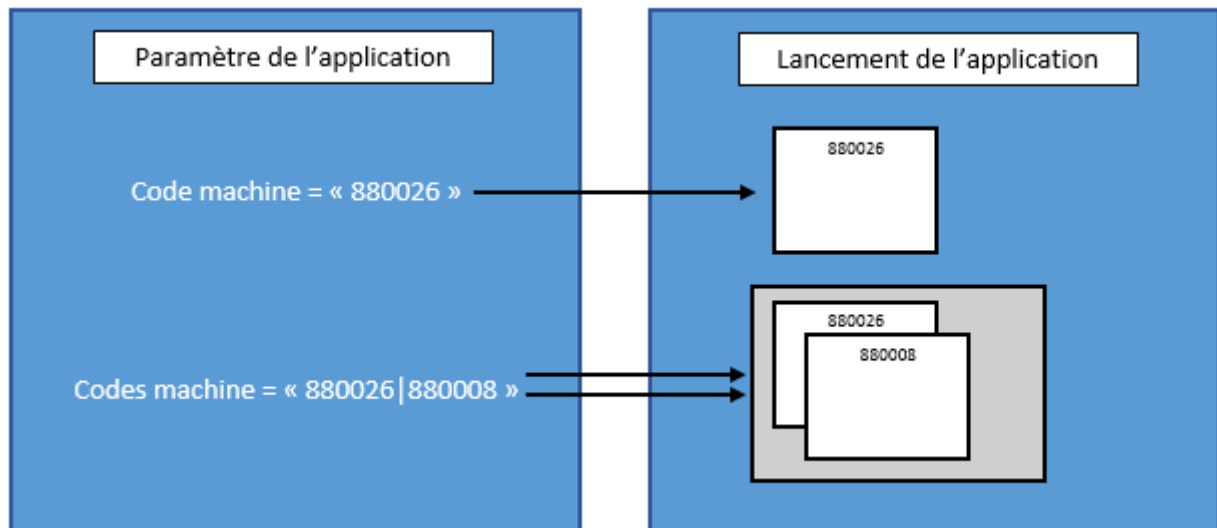 Paramètre de l’application
Code machine = « 880026 »
Codes machine = « 880026|880008 »
Lancement de l’application
880026
880026
880008